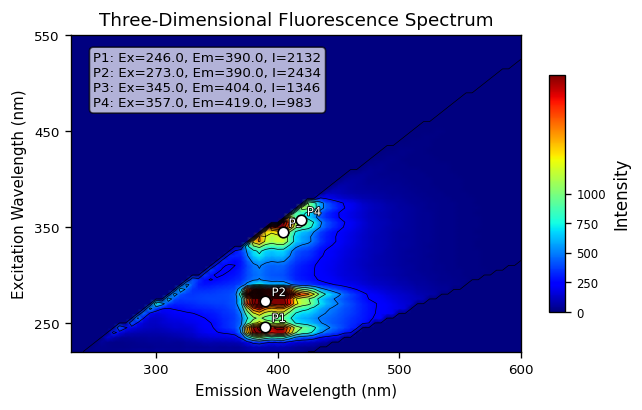 Three-Dimensional Fluorescence Spectrum
550
P1: Ex=246.0, Em=390.0, I=2132
P2: Ex=273.0, Em=390.0, I=2434
P3: Ex=345.0, Em=404.0, I=1346
P4: Ex=357.0, Em=419.0, I=983
450
350
250
Excitation Wavelength (nm)
P4
P2
P1
300
400
500
600
Emission Wavelength (nm)
1000
750
500
250
0
Intensity